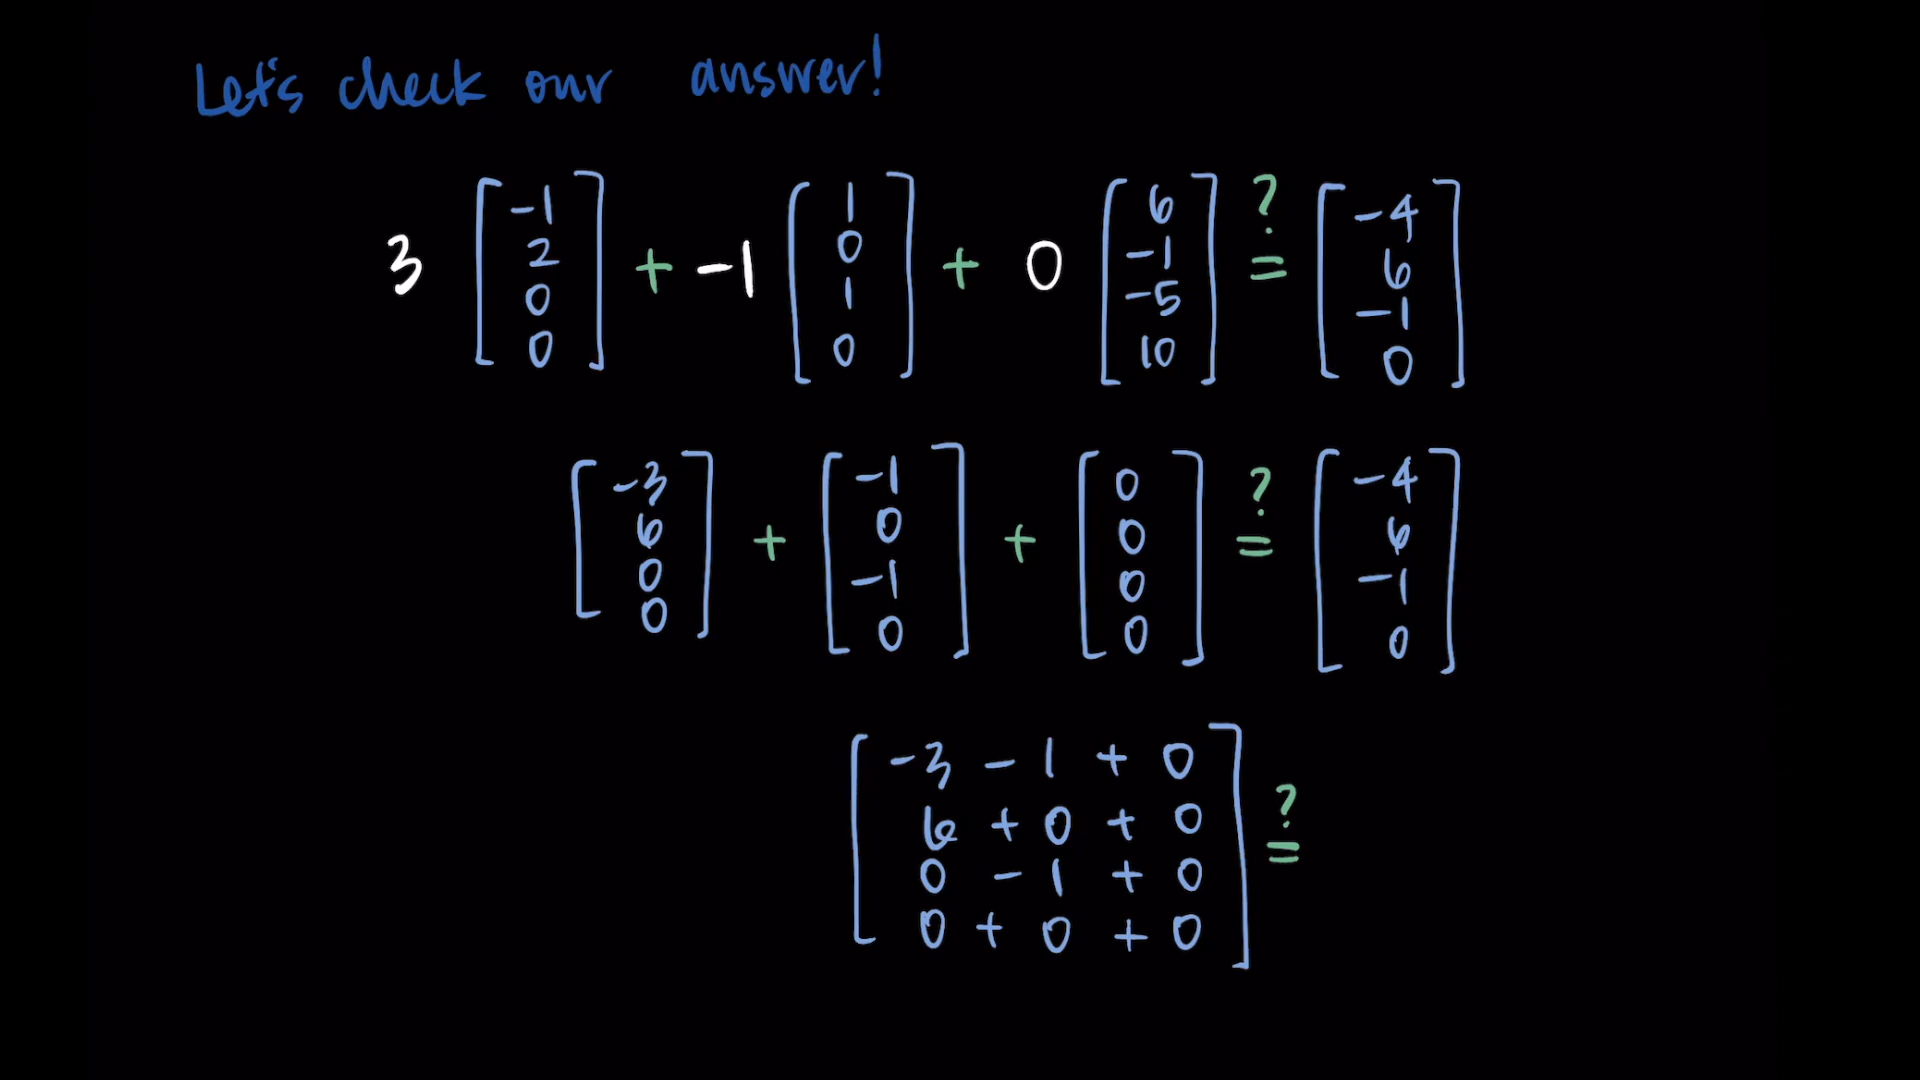 Let's check our answer!
3 [-1 2 0 0] + -1 [1 0 1 0] + 0 [6 -1 -5 10] ?= [-4 6 -1 0]
[-3 6 0 0] + [-1 0 -1 0] + [0 0 0 0] ?= [-4 6 -1 0]
[-3 - 1 + 0
6 + 0 + 0
0 - 1 + 0
0 + 0 + 0] ?=